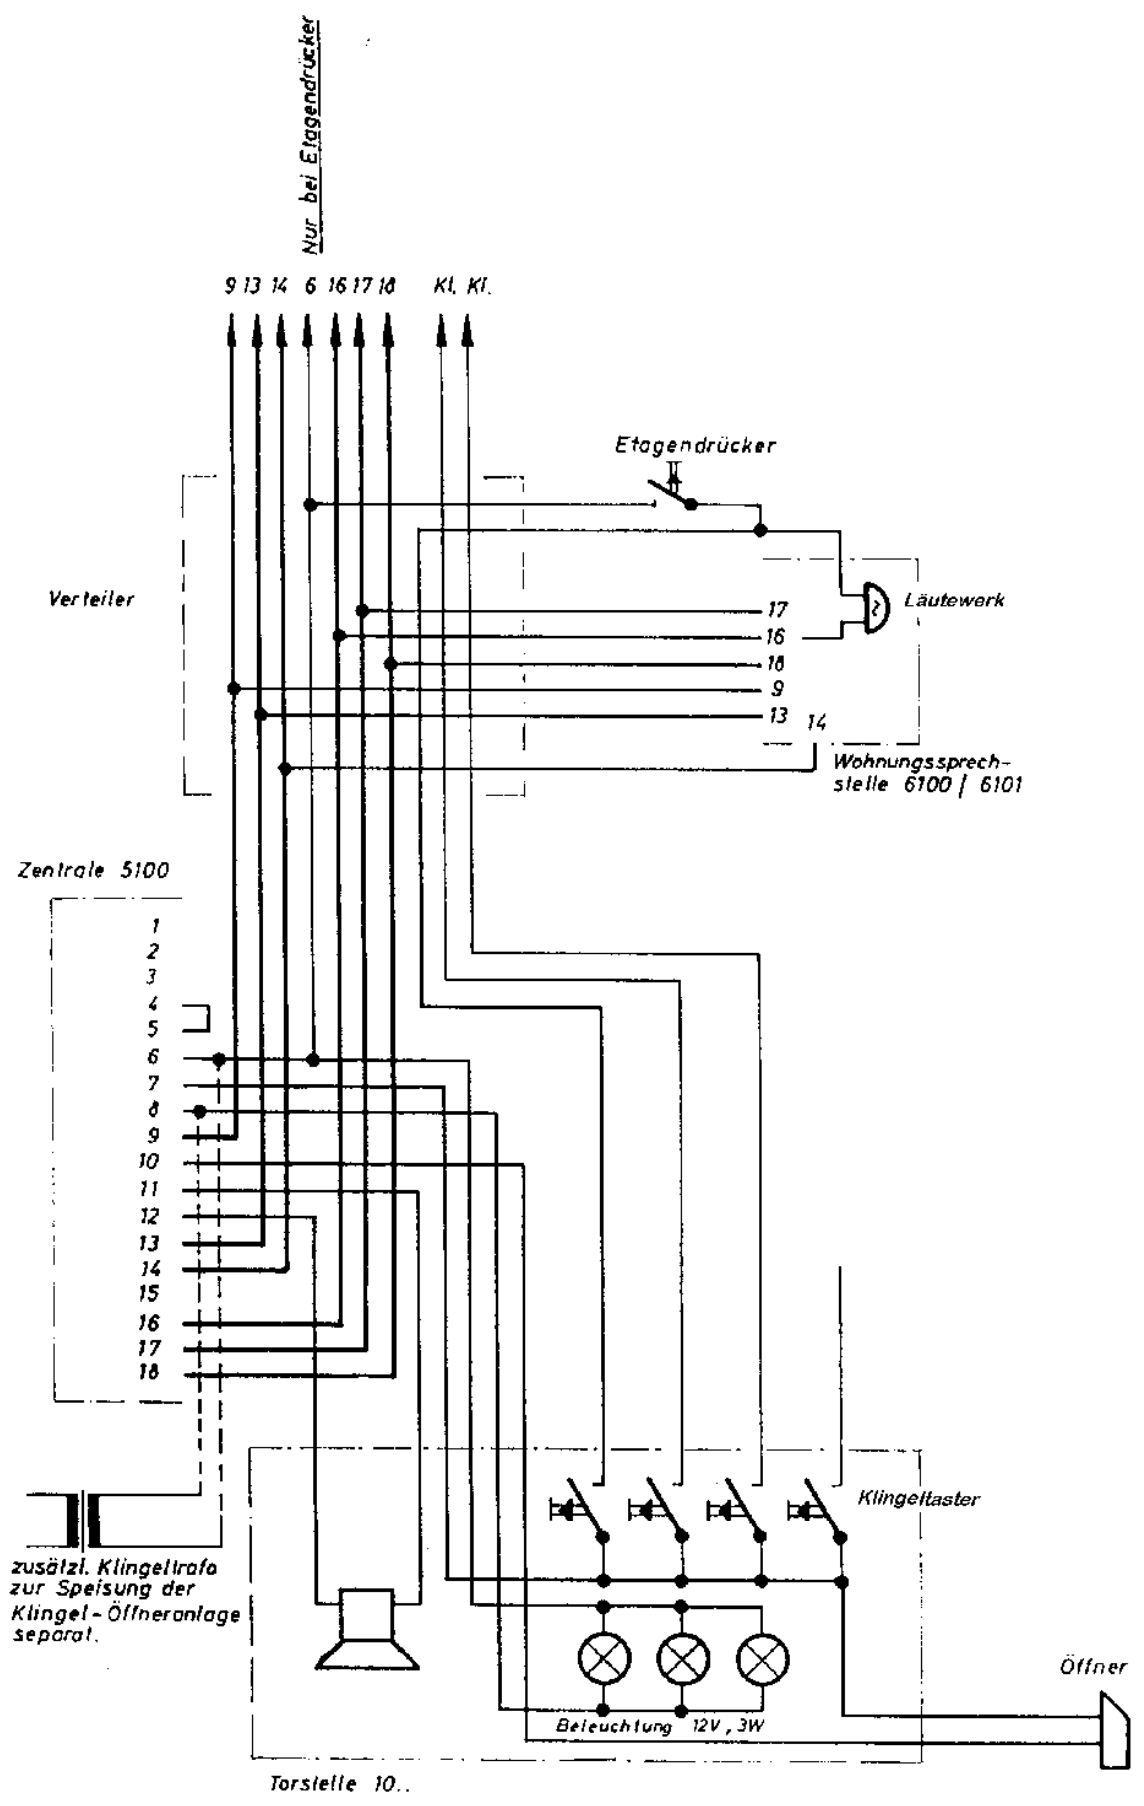 Nur bei Etagendrücker
9 13 14 6 16 17 18 Kl. Kl.
Etagendrücker
Verteiler
Läutewerk
17
16
18
9
13
14
Wohnungssprech-
stelle 6100 / 6101
Zentrale 5100
1
2
3
4
5
6
7
8
9
10
11
12
13
14
15
16
17
18
Klingeltaster
zusätzl. Klingeltrafo
zur Speisung der
Klingel-Öffneranlage
separat.
Öffner
Beleuchtung 12V, 3W
Torstelle 10..